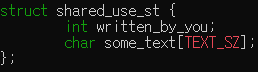 struct shared_use_st {
        int written_by_you;
        char some_text[TEXT_SZ];
};